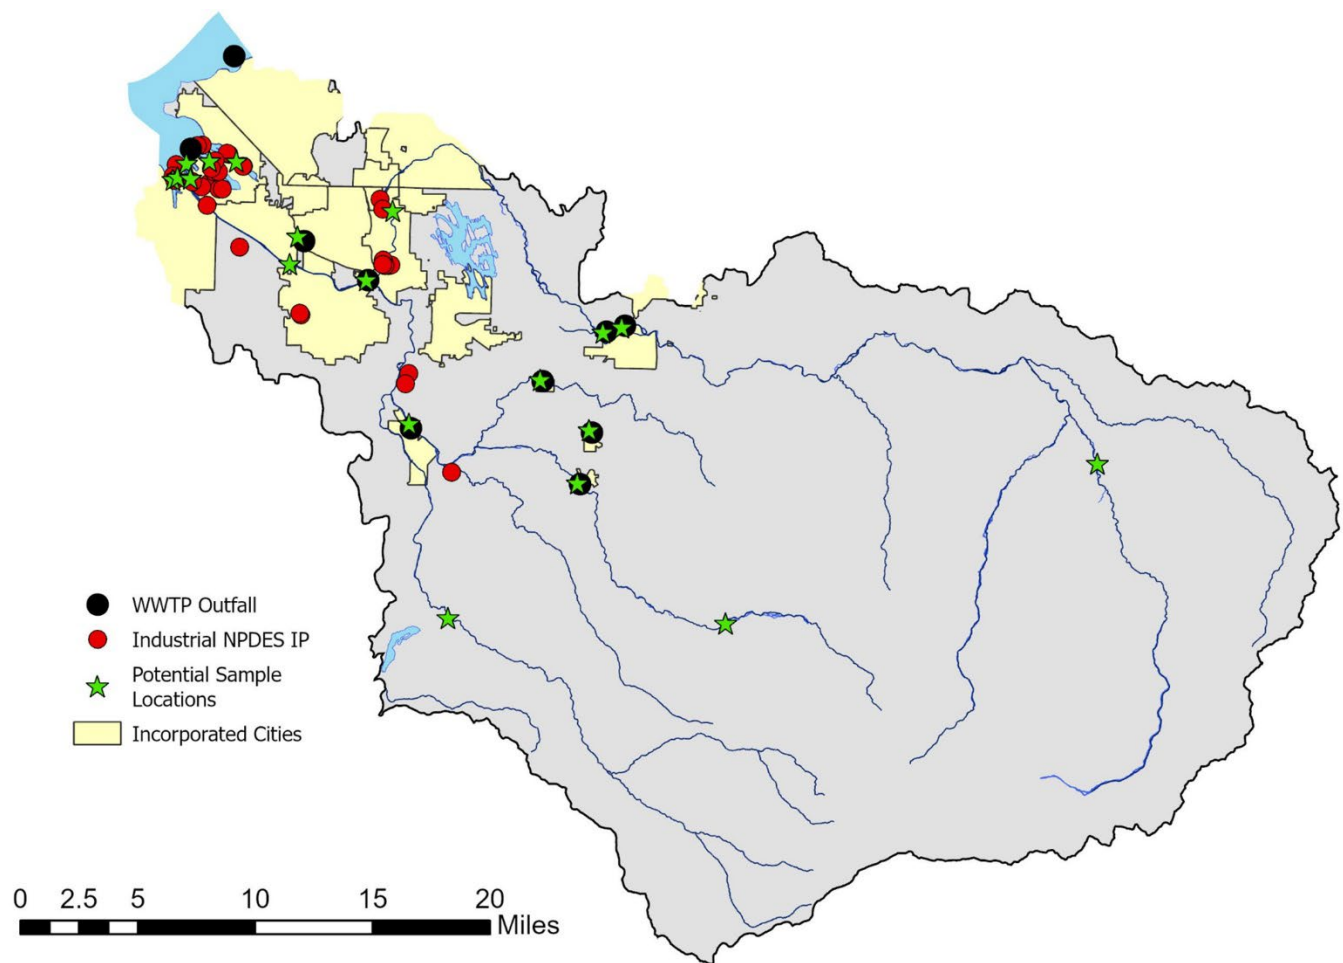 WWTP Outfall
Industrial NPDES IP
Potential Sample
Locations
Incorporated Cities
0 2.5 5 10 15 20
Miles